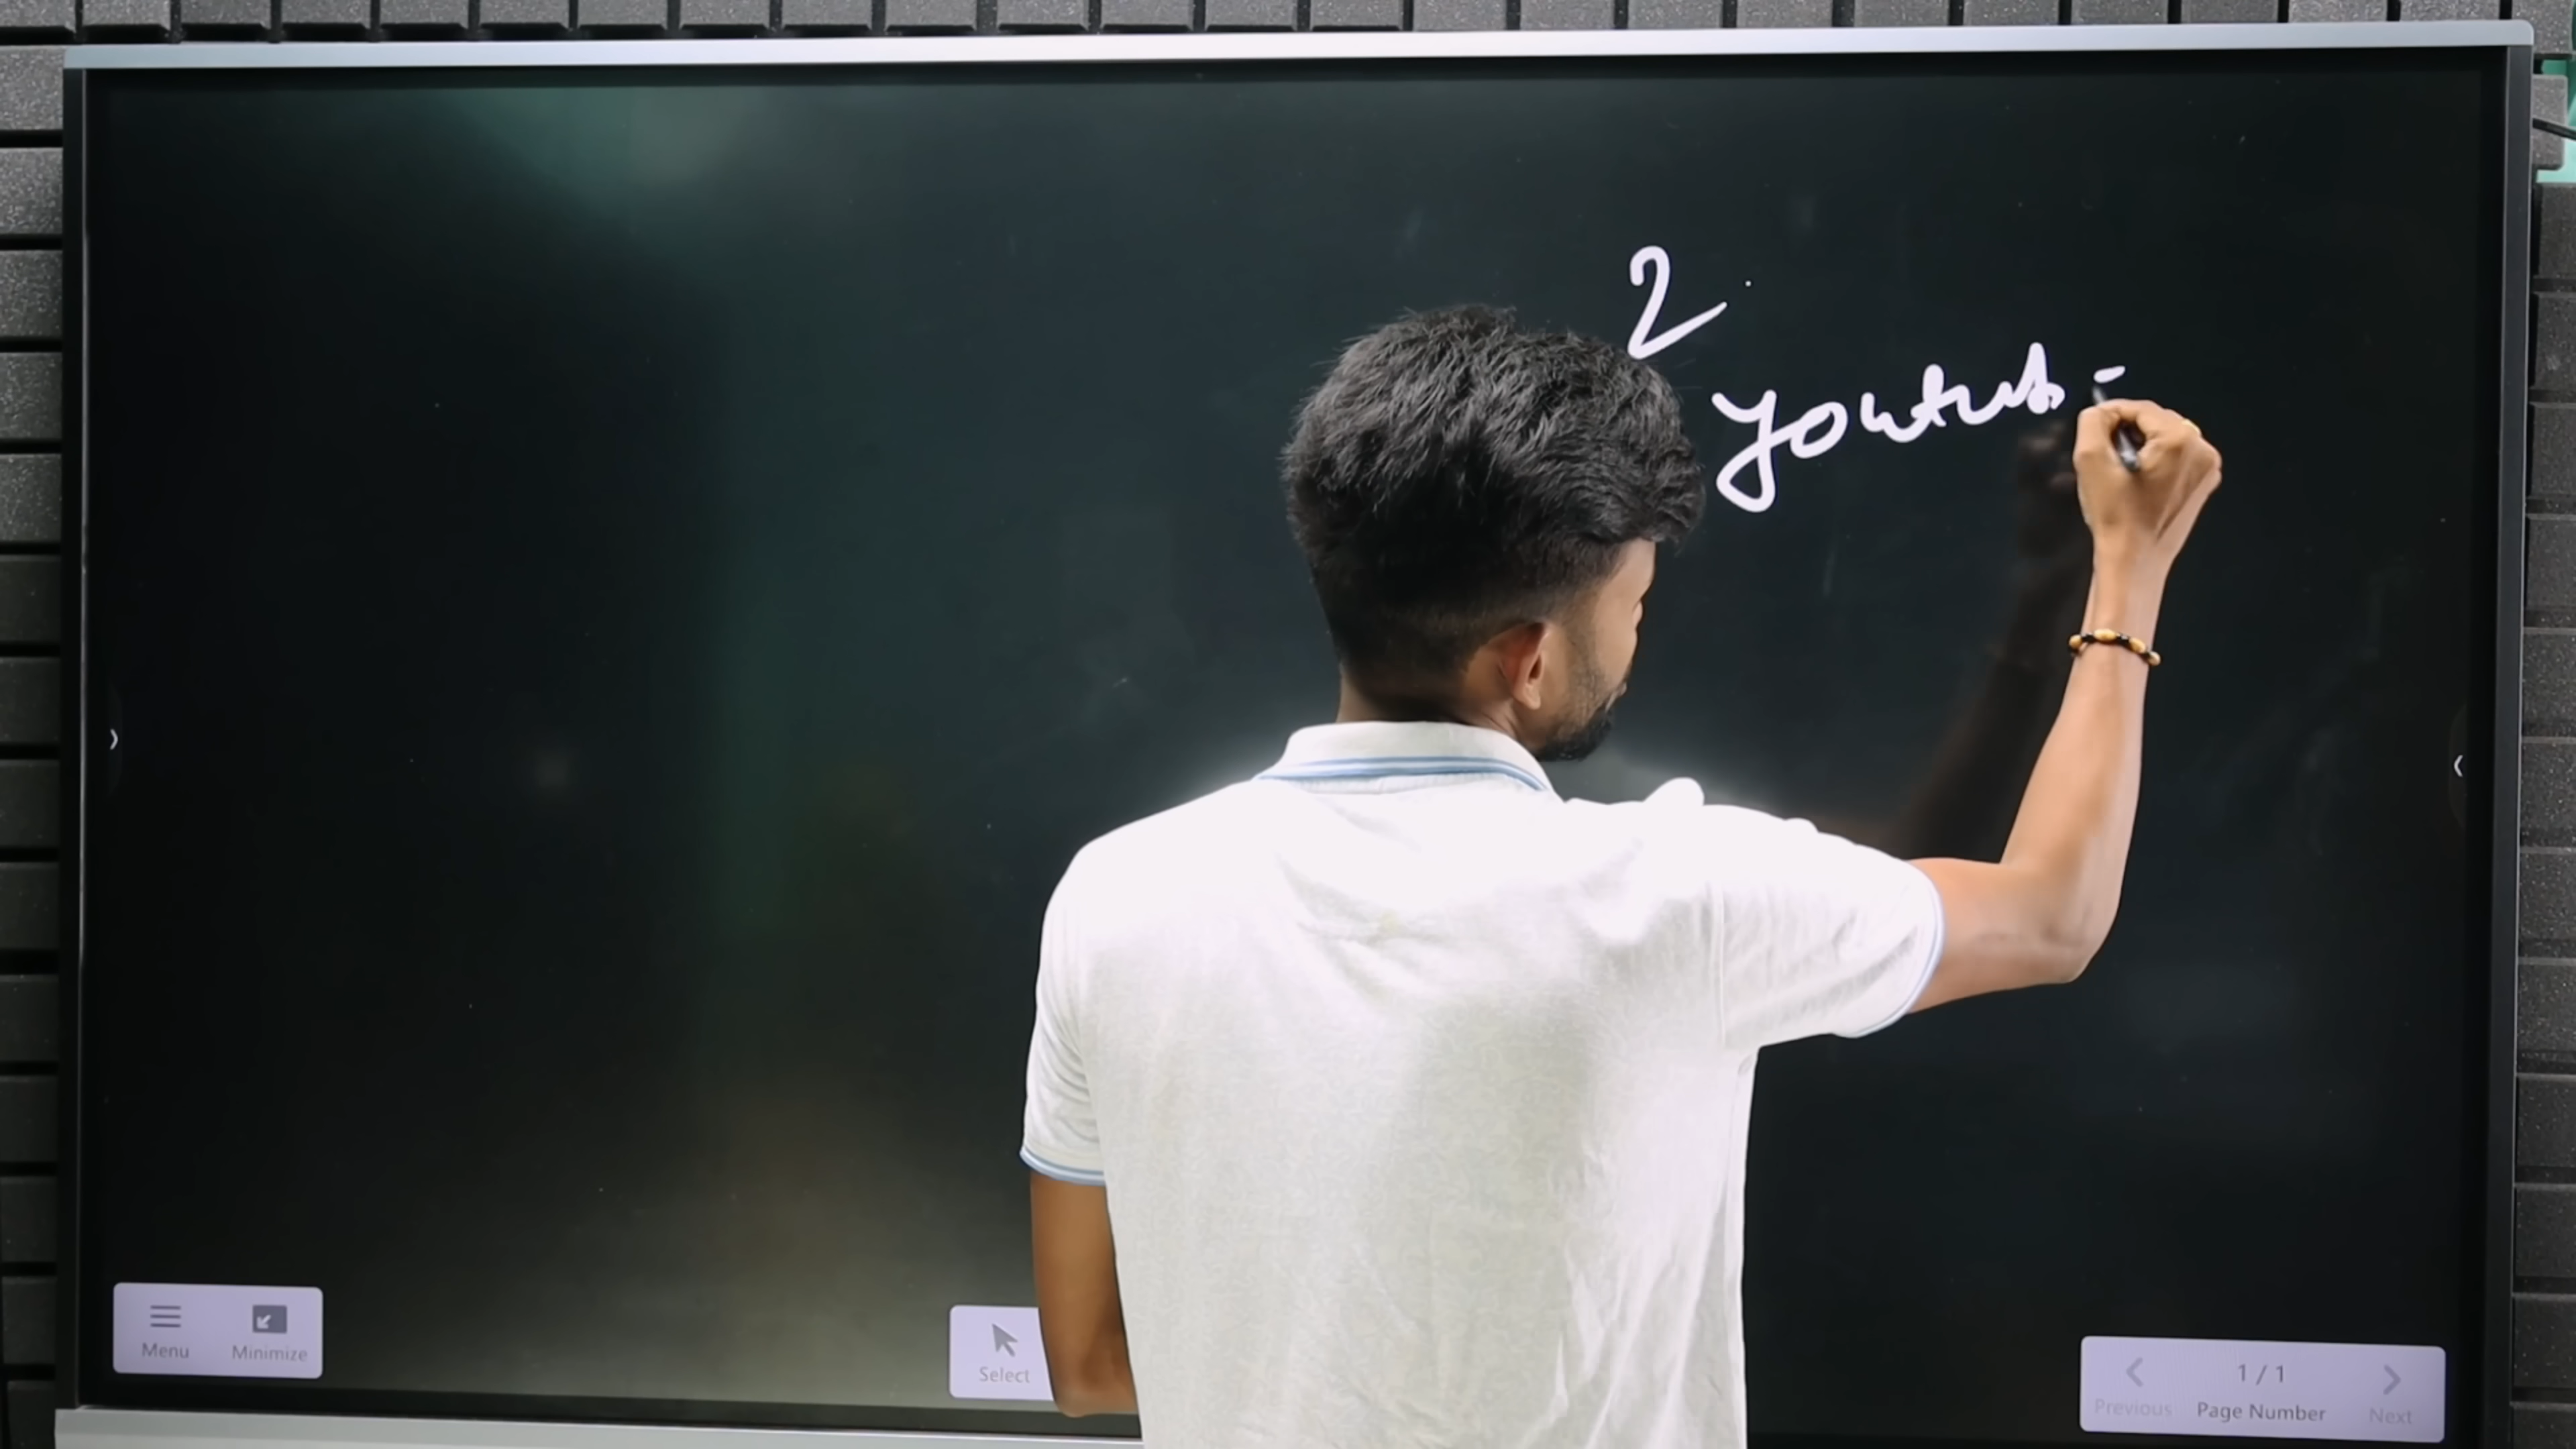 2
youtub -
Menu
Minimize
Select
1 / 1
Previous
Page Number
Next